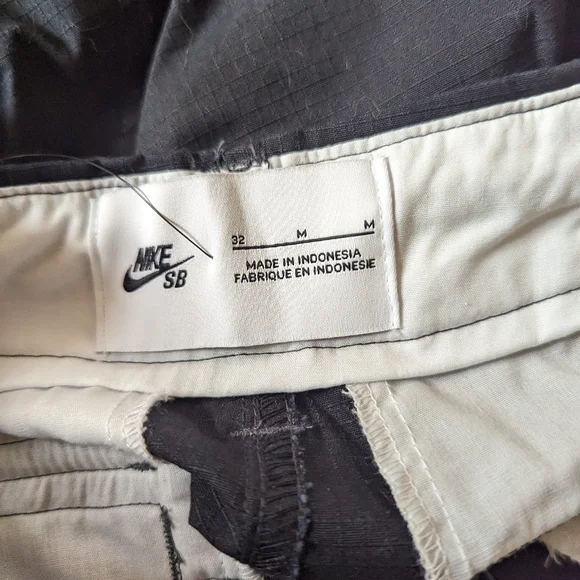 NIKE
SB
32 M M
MADE IN INDONESIA
FABRIQUE EN INDONESIE